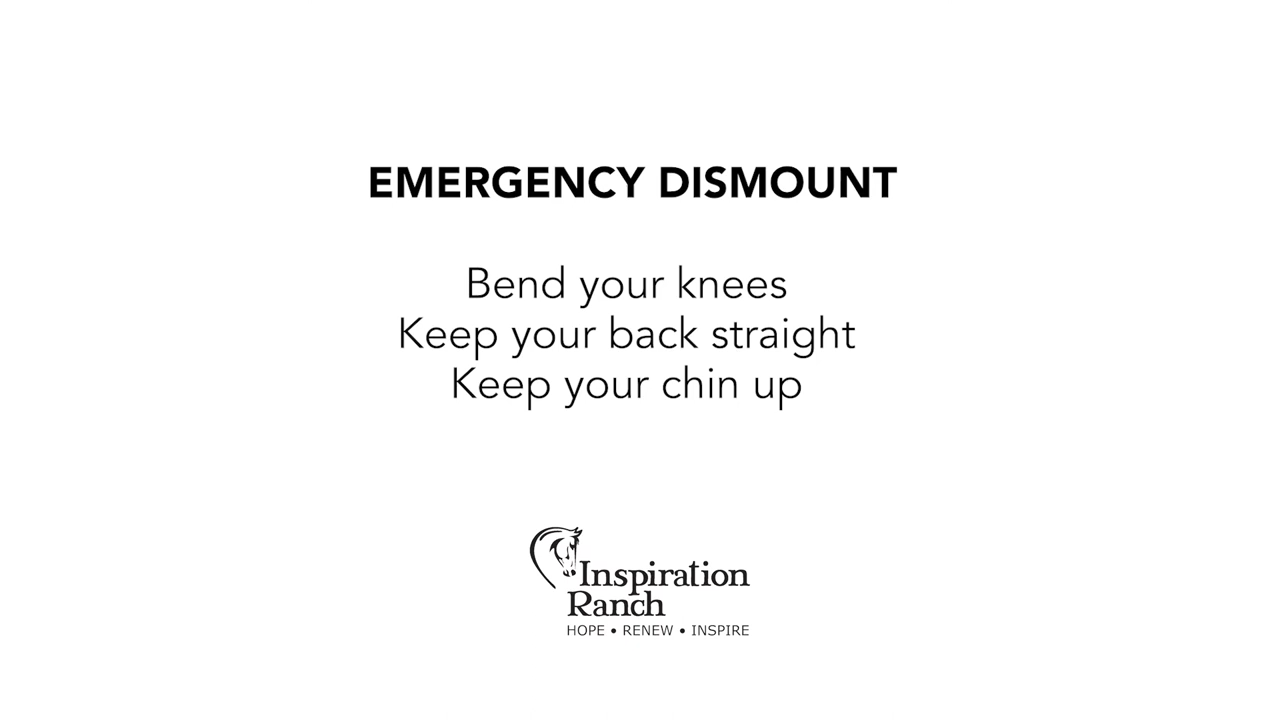 EMERGENCY DISMOUNT
Bend your knees
Keep your back straight
Keep your chin up
Inspiration
Ranch
HOPE • RENEW • INSPIRE